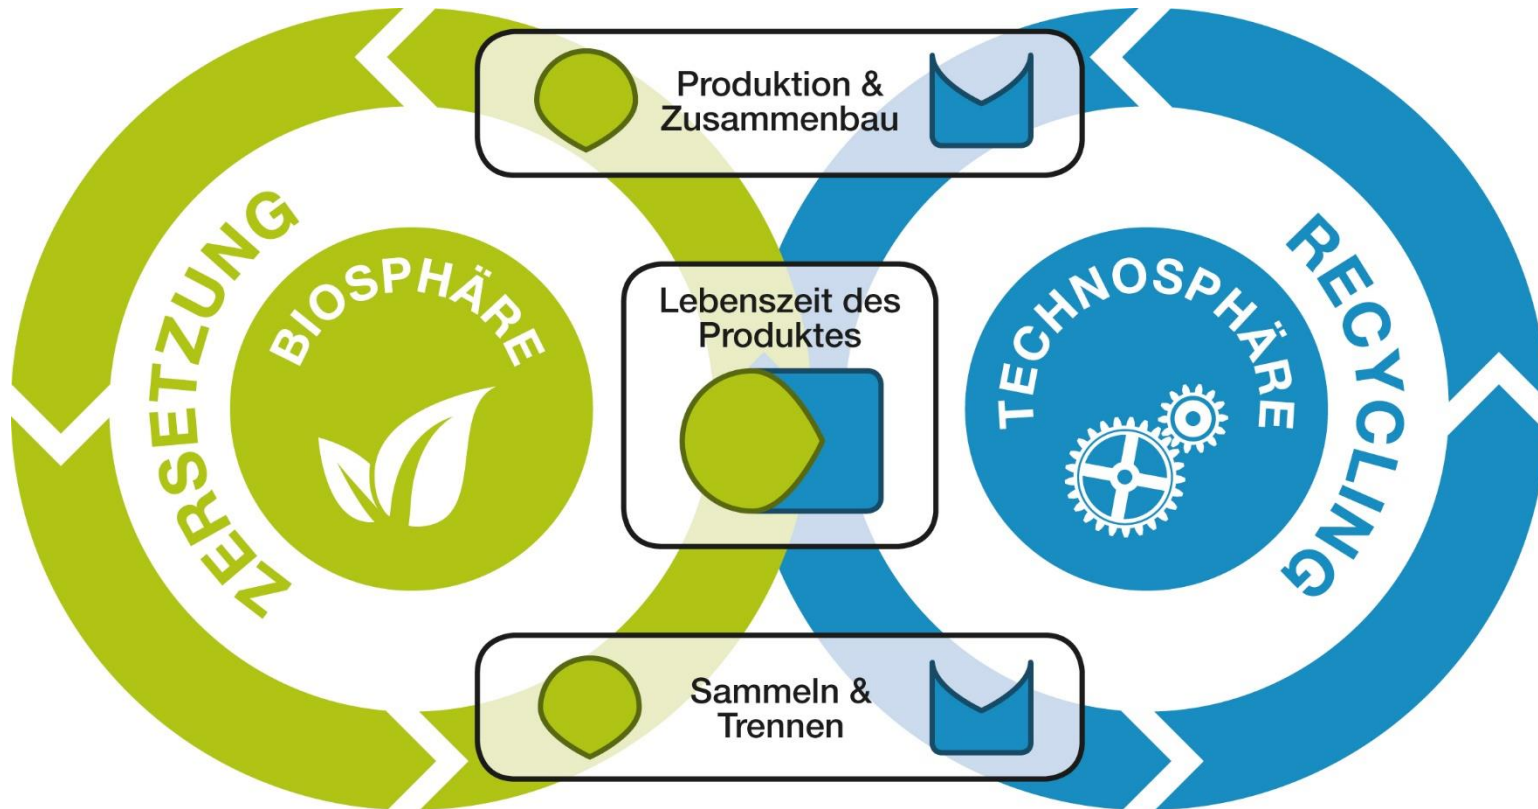 Produktion &
Zusammenbau
ZERSETZUNG
BIOSPHÄRE
Lebenszeit des
Produktes
TECHNOSPHÄRE
RECYCLING
Sammeln &
Trennen